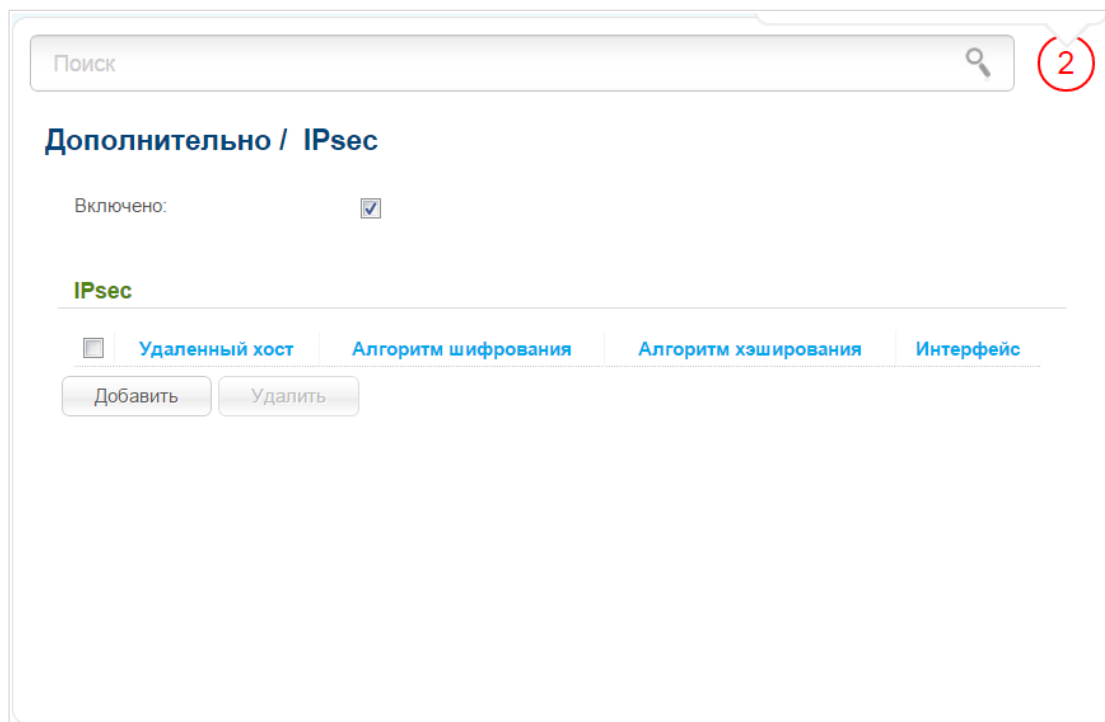 Поиск
2
Дополнительно / IPsec
Включено:
IPsec
Удаленный хост Алгоритм шифрования Алгоритм хэширования Интерфейс
Добавить Удалить